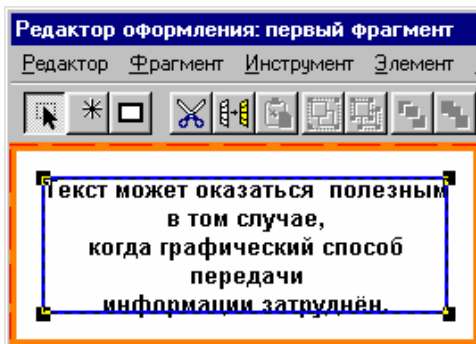 Редактор оформления: первый фрагмент
Редактор Фрагмент Инструмент Элемент
Текст может оказаться полезным
в том случае,
когда графический способ
передачи
информации затруднён.